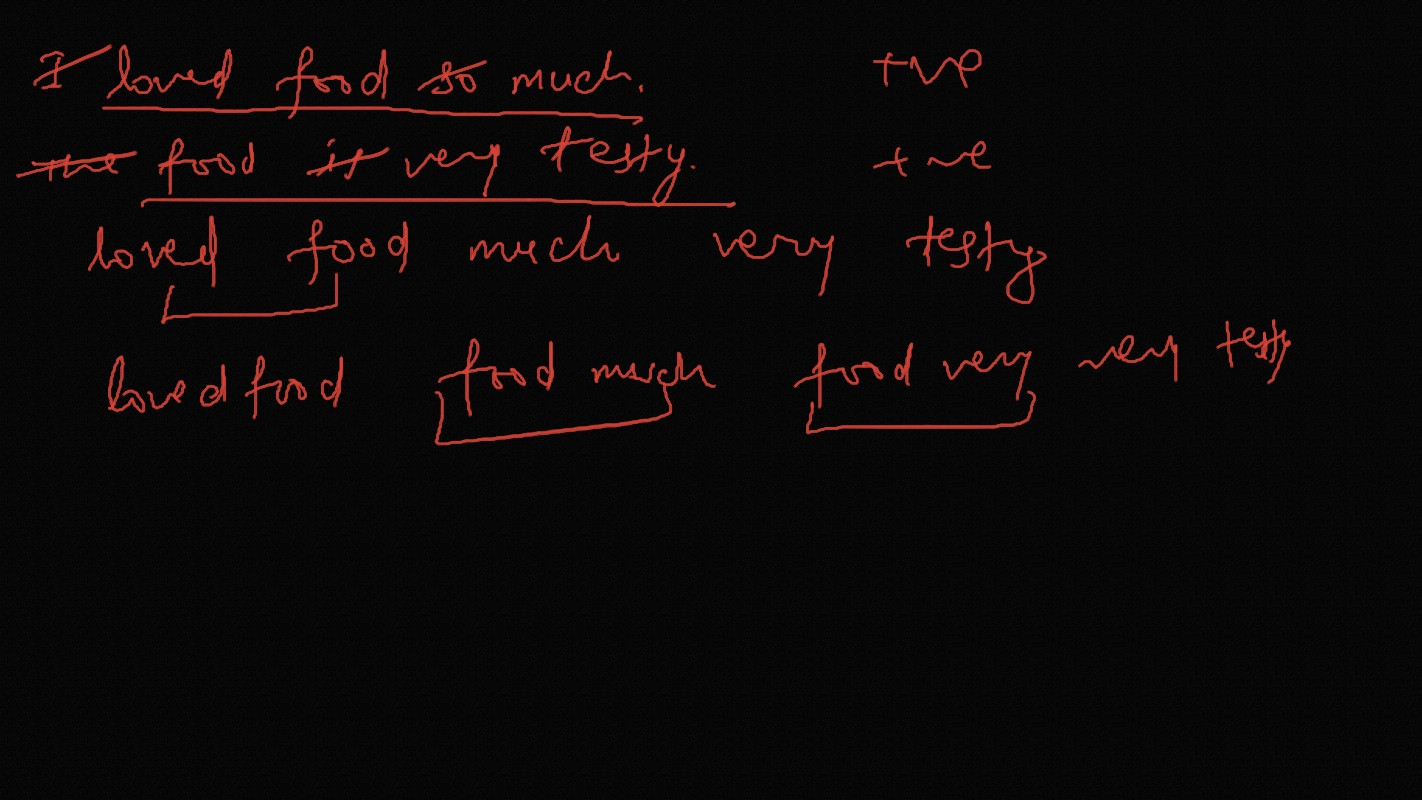 I loved food so much. +ve
the food is very testy. +ve
loved food much very testy
loved food food much food very very testy